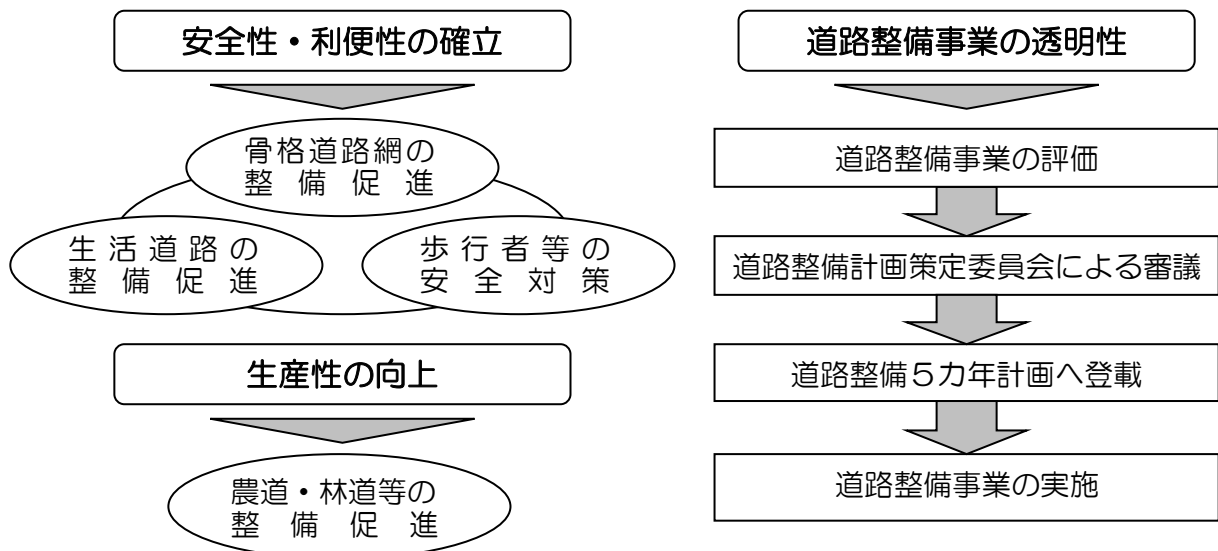 安全性・利便性の確立
骨格道路網の
整備促進
生活道路の
整備促進
歩行者等の
安全対策
生産性の向上
農道・林道等の
整備促進
道路整備事業の透明性
道路整備事業の評価
道路整備計画策定委員会による審議
道路整備５カ年計画へ登載
道路整備事業の実施